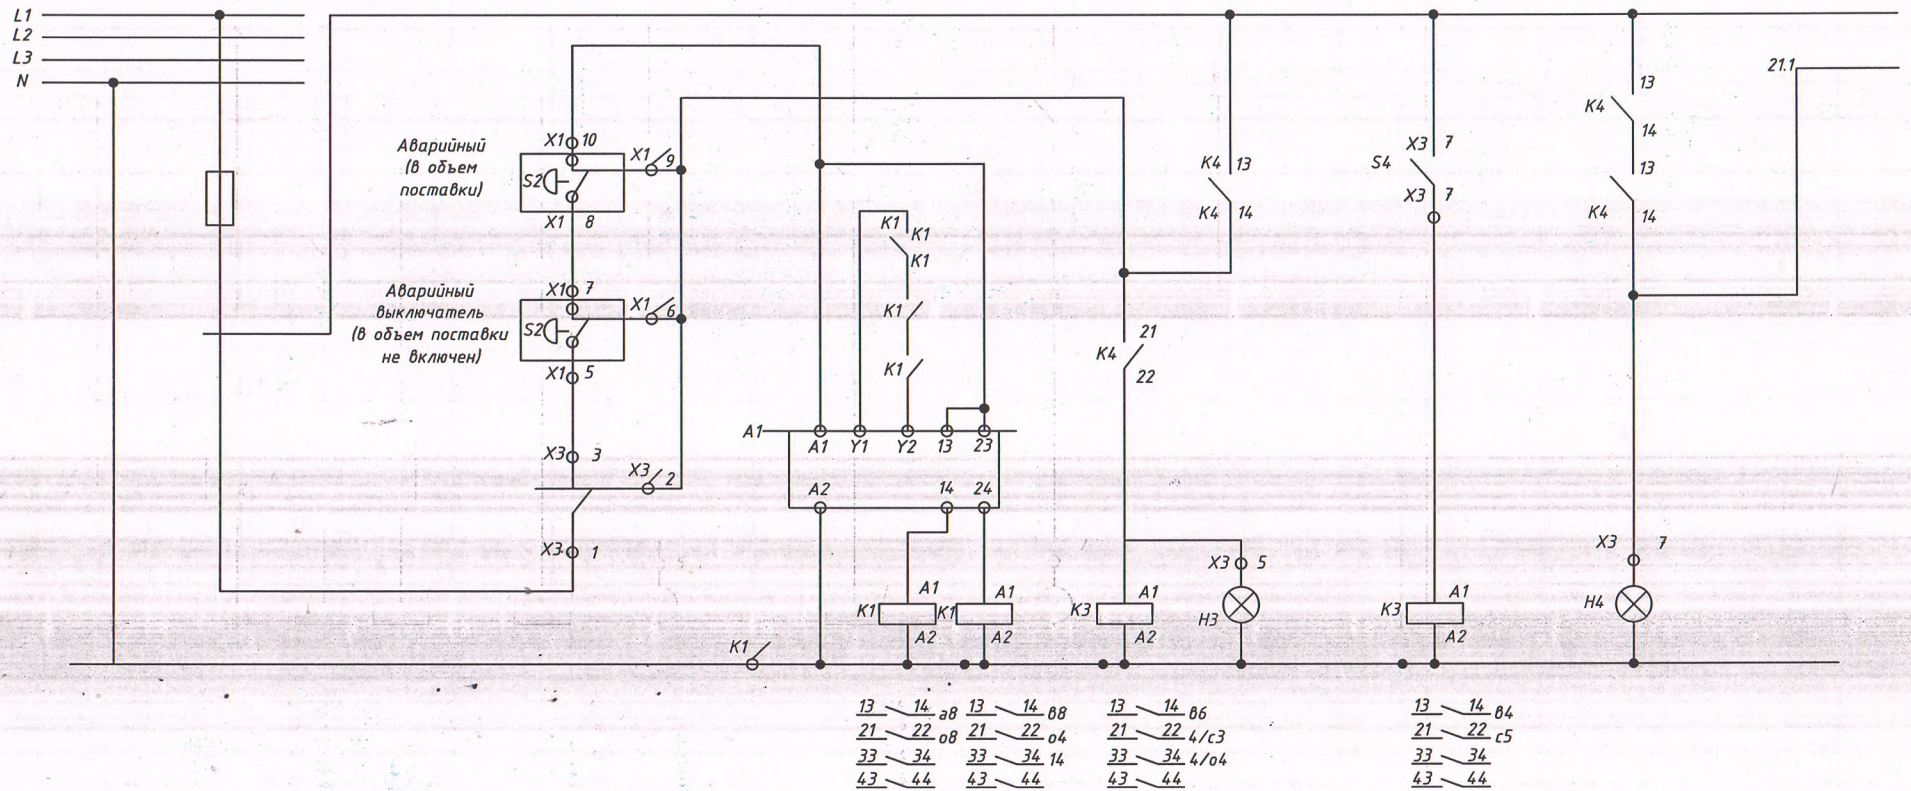 L1
L2
L3
N
21.1
Аварийный
(в объем
поставки)
X1 10
X1 9
S2
X1 8
Аварийный
выключатель
(в объем поставки
не включен)
X1 7
X1 6
S2
X1 5
X3 3
X3 2
X3 1
K1 K1
K1
K1
K1
A1
A1 Y1 Y2 13 23
A2 14 24
K4 13
K4 14
21
K4
22
X3 7
S4
X3 7
13
K4
14
13
K4 14
K1 A1
A2
K1 A1
A2
K3 A1
A2
X3 5
H3
K3 A1
A2
X3 7
H4
K1
13 14 а8 13 14 в8 13 14 в6 13 14 в4
21 22 о8 21 22 о4 21 22 4/с3 21 22 с5
33 34 33 34 14 33 34 4/о4 33 34
43 44 43 44 43 44 43 44